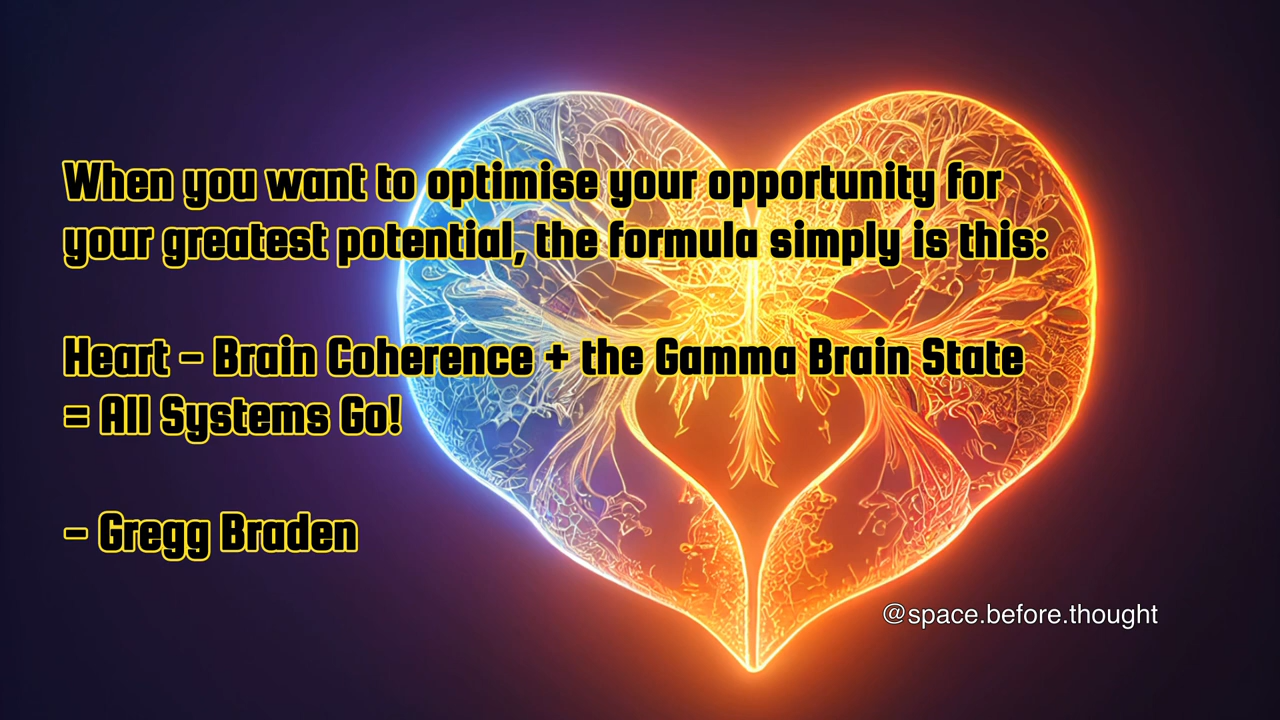 When you want to optimise your opportunity for
your greatest potential, the formula simply is this:
Heart - Brain Coherence + the Gamma Brain State
= All Systems Go!
- Gregg Braden
@space.before.thought